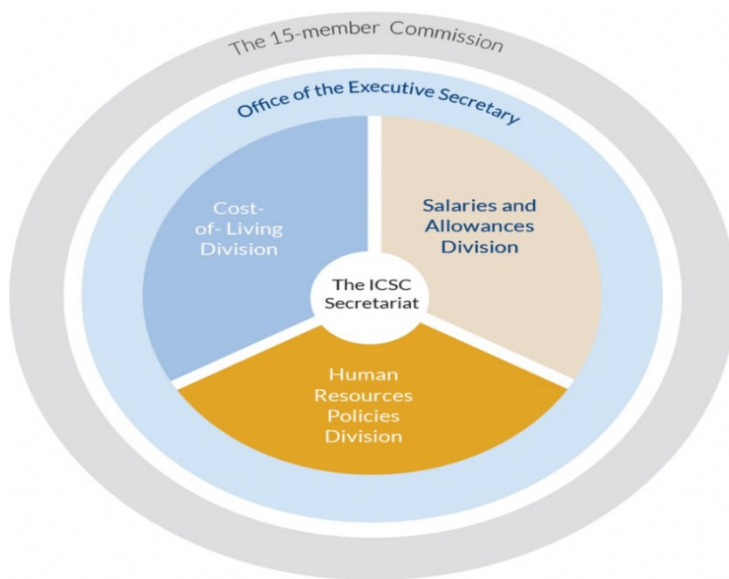 The 15-member Commission
Office of the Executive Secretary
Cost-
of- Living
Division
Salaries and
Allowances
Division
The ICSC
Secretariat
Human
Resources
Policies
Division